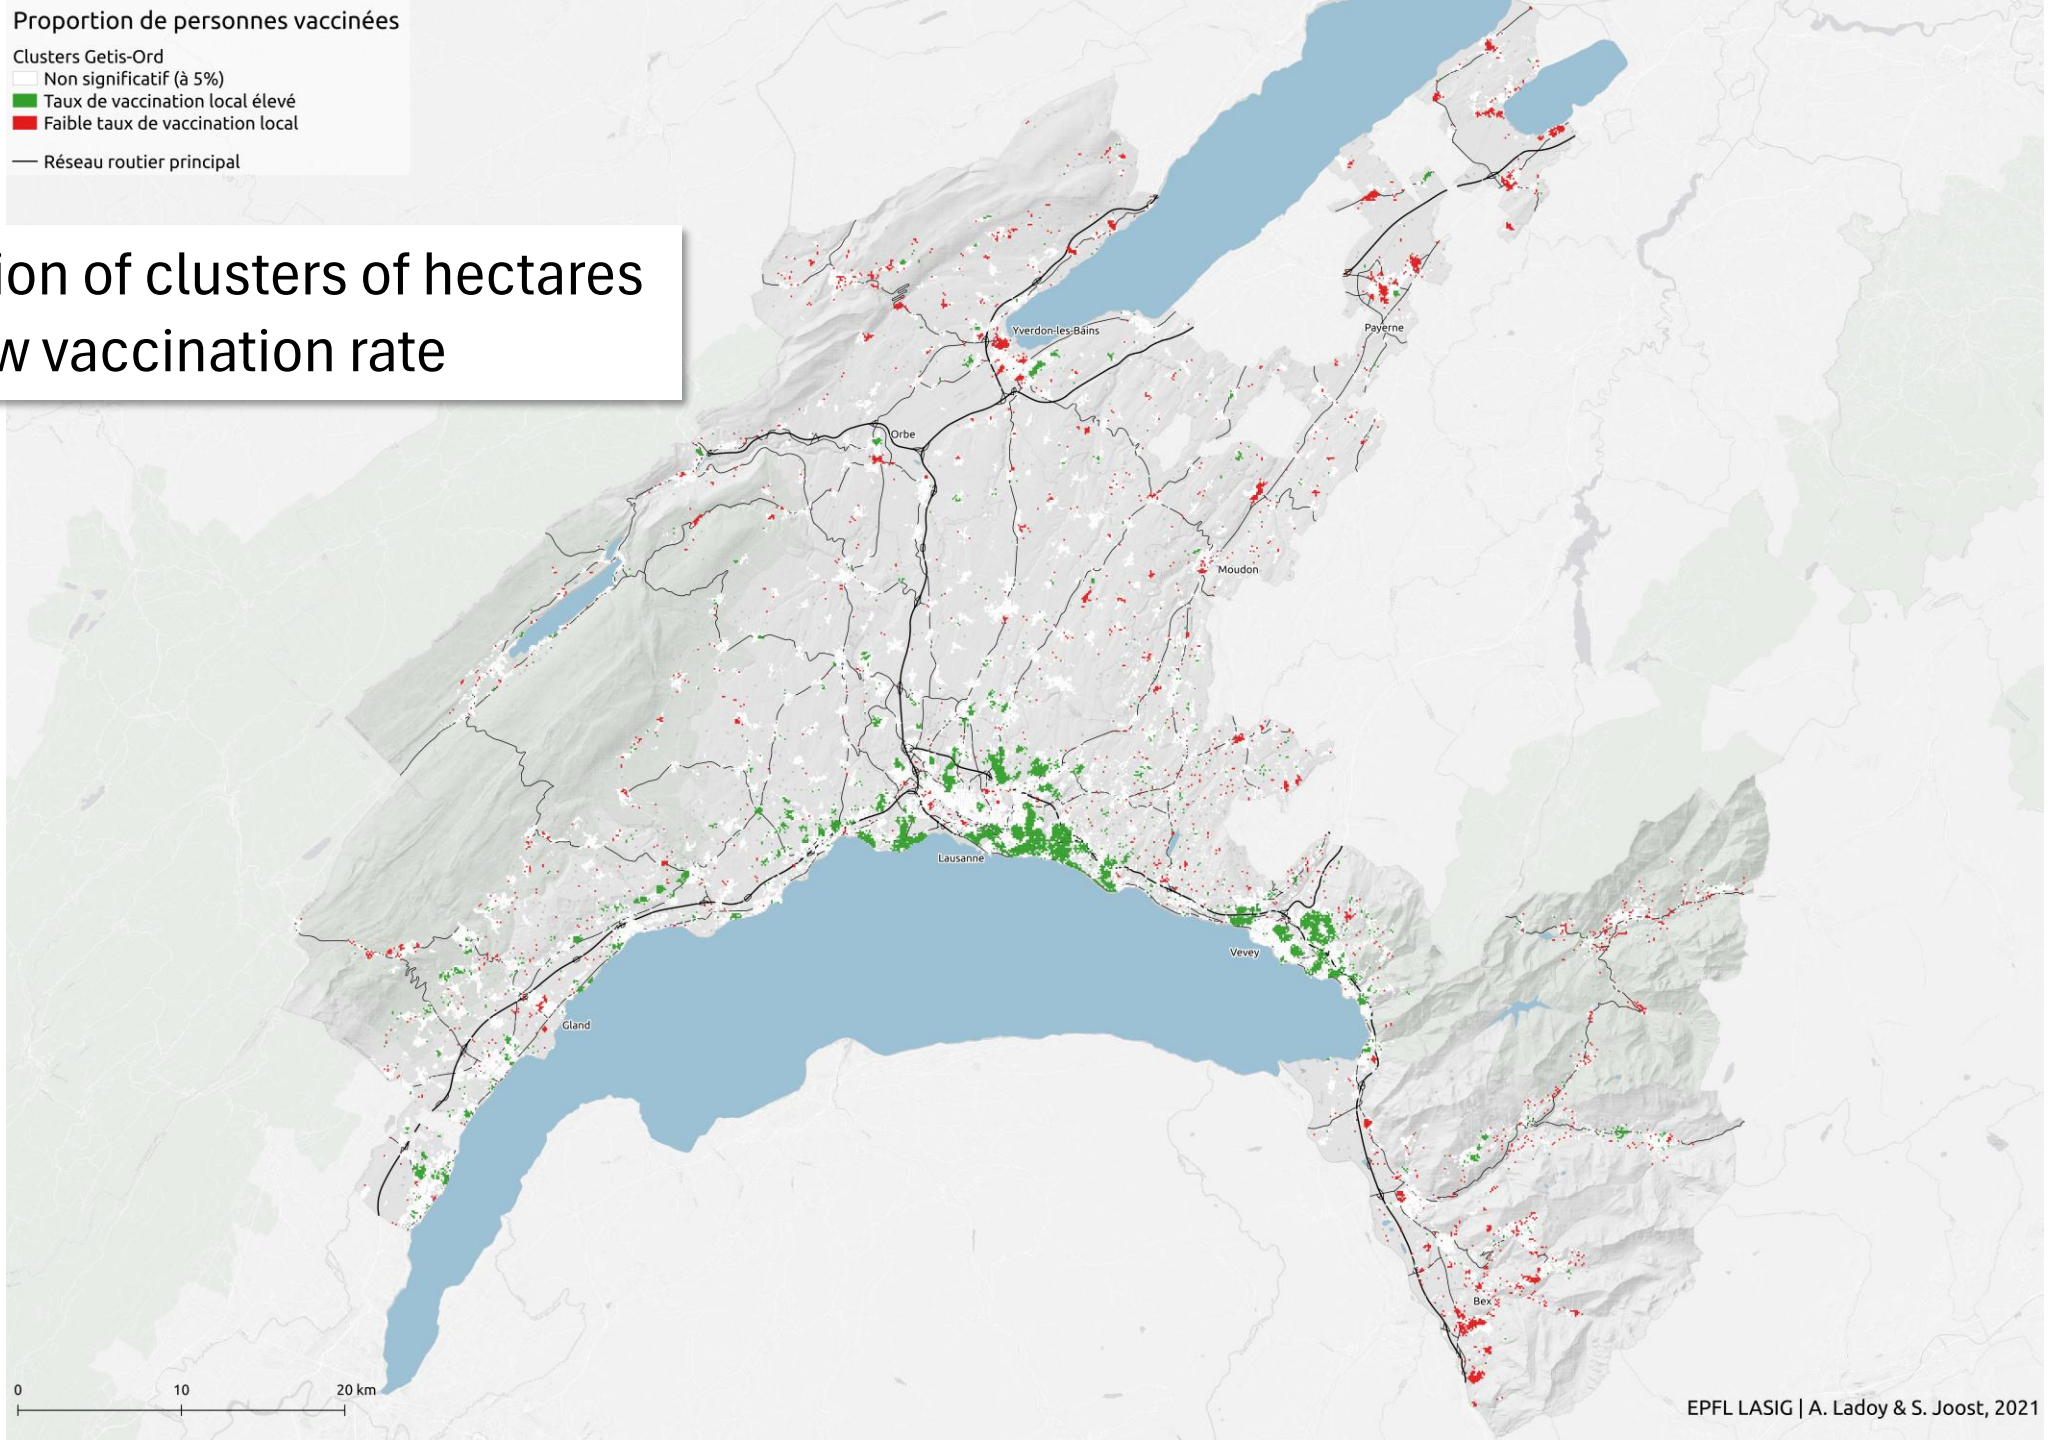 Proportion de personnes vaccinées
Clusters Getis-Ord
Non significatif (à 5%)
Taux de vaccination local élevé
Faible taux de vaccination local
Réseau routier principal
ion of clusters of hectares
w vaccination rate
Yverdon-les-Bains
Payerne
Orbe
Moudon
Lausanne
Vevey
Gland
Bex
0 10 20 km
EPFL LASIG | A. Ladoy & S. Joost, 2021